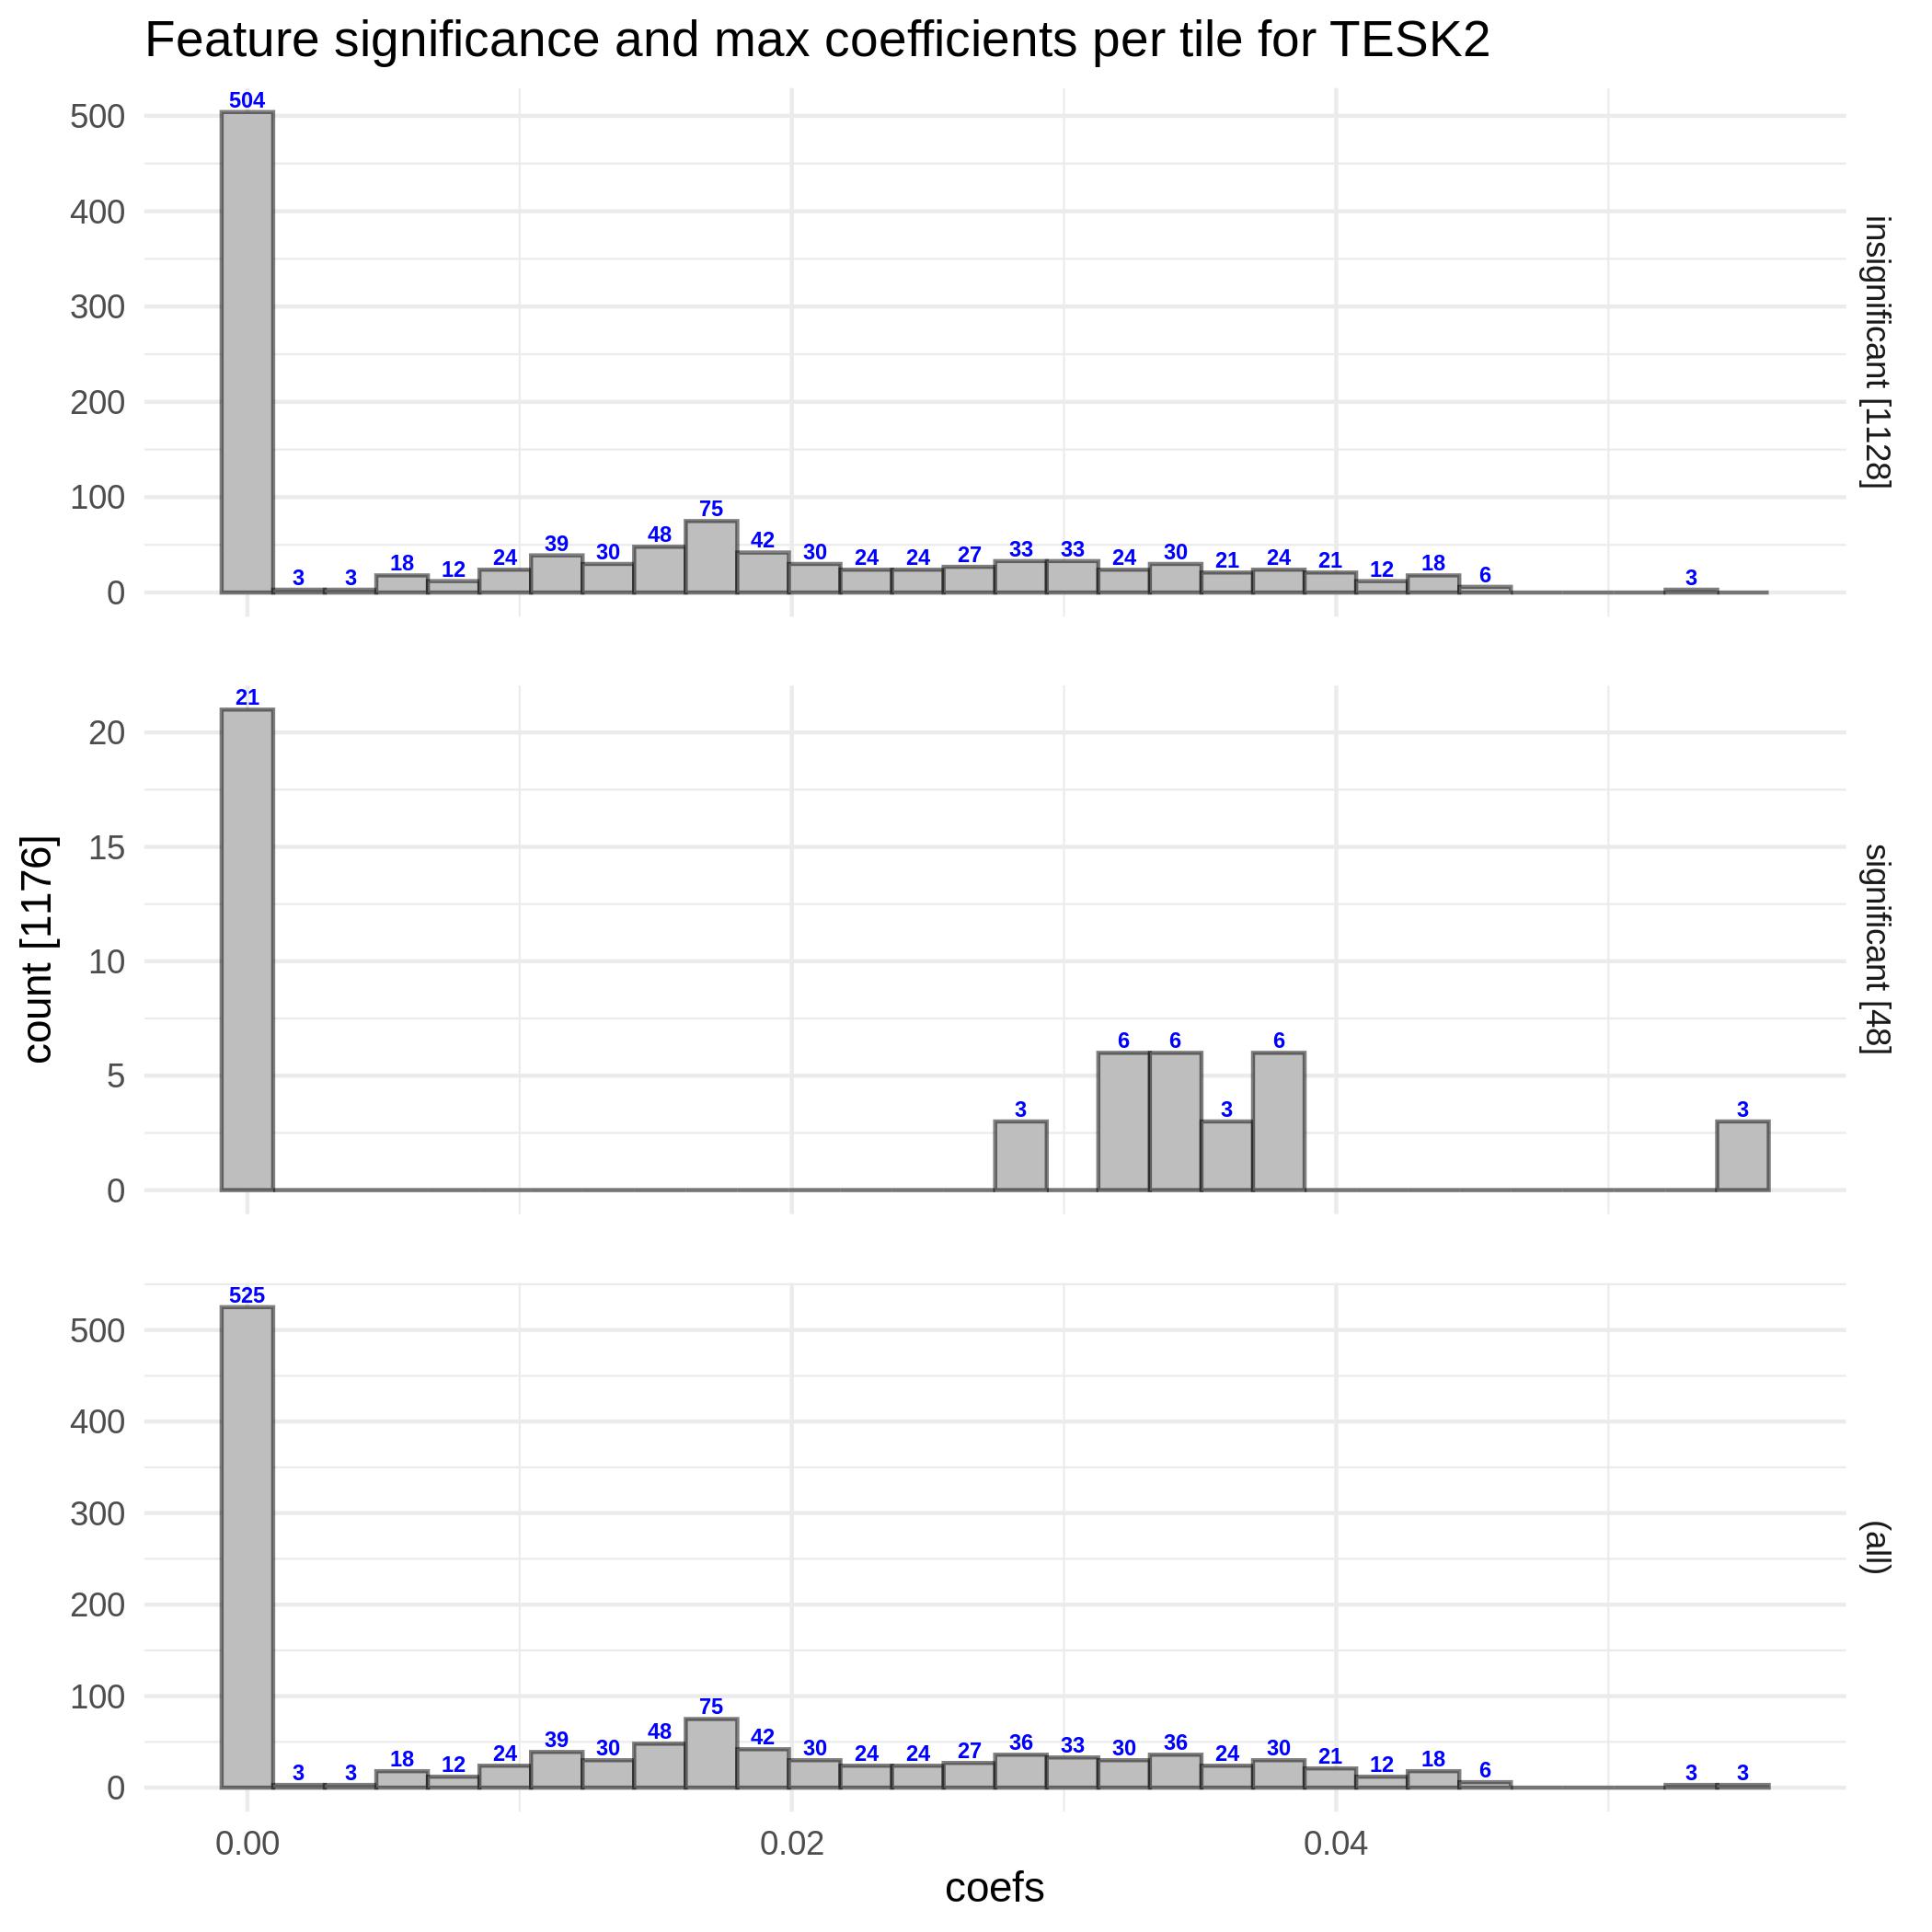 Feature significance and max coefficients per tile for TESK2
504
500
400
300
200
100
0
3 3 18 12 24 39 30 48 75 42 30 24 24 27 33 33 24 30 21 24 21 12 18 6 3
insignificant [1128]
21
20
15
10
5
0
3 6 6 3 6 3
significant [48]
count [1176]
525
500
400
300
200
100
0
3 3 18 12 24 39 30 48 75 42 30 24 24 27 36 33 30 36 24 30 21 12 18 6 3 3
(all)
0.00 0.02 0.04
coefs